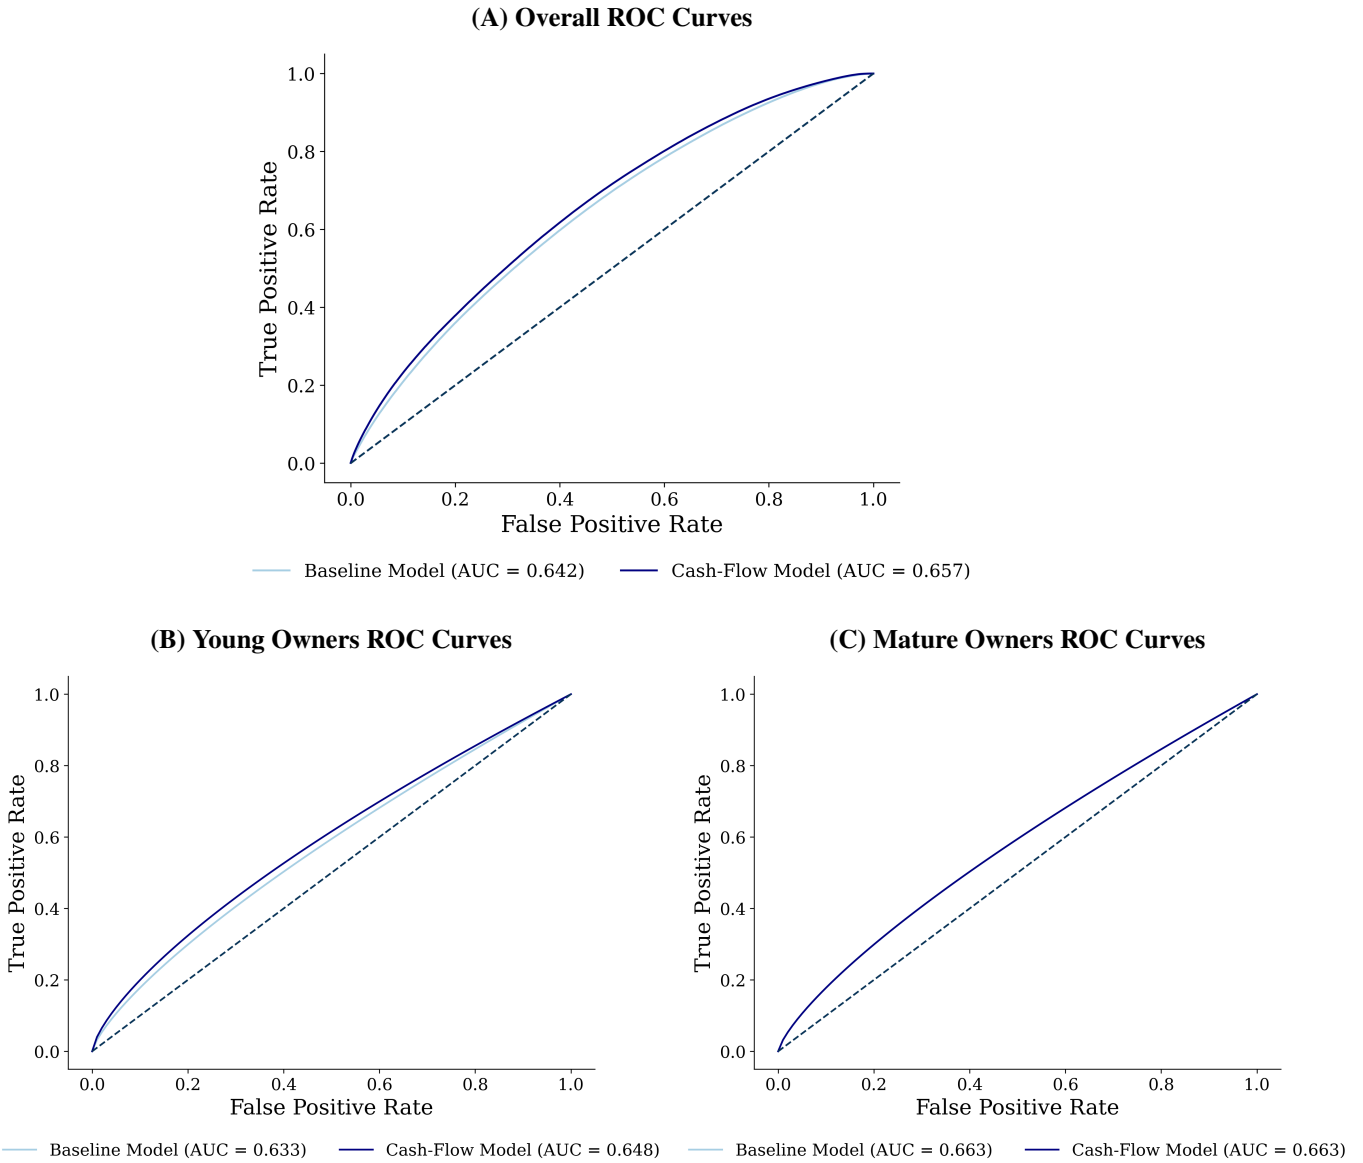 (A) Overall ROC Curves
1.0
0.8
0.6
0.4
0.2
0.0
True Positive Rate
0.0 0.2 0.4 0.6 0.8 1.0
False Positive Rate
Baseline Model (AUC = 0.642) Cash-Flow Model (AUC = 0.657)
(B) Young Owners ROC Curves
1.0
0.8
0.6
0.4
0.2
0.0
True Positive Rate
0.0 0.2 0.4 0.6 0.8 1.0
False Positive Rate
Baseline Model (AUC = 0.633) Cash-Flow Model (AUC = 0.648)
(C) Mature Owners ROC Curves
1.0
0.8
0.6
0.4
0.2
0.0
True Positive Rate
0.0 0.2 0.4 0.6 0.8 1.0
False Positive Rate
Baseline Model (AUC = 0.663) Cash-Flow Model (AUC = 0.663)